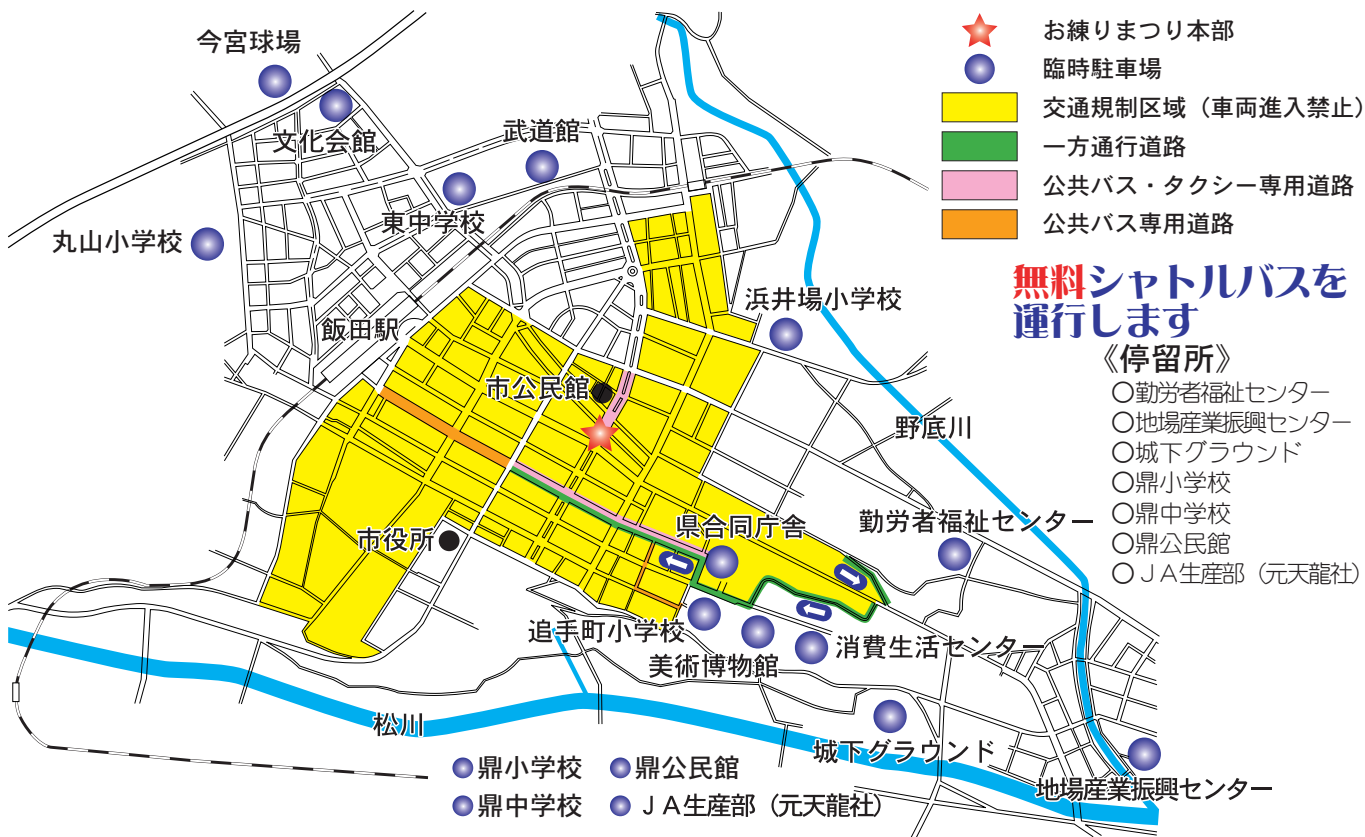 今宮球場
文化会館
武道館
東中学校
丸山小学校
飯田駅
浜井場小学校
市公民館
野底川
市役所
県合同庁舎
勤労者福祉センター
追手町小学校
美術博物館
消費生活センター
松川
城下グラウンド
地場産業振興センター
鼎小学校
鼎公民館
鼎中学校
ＪＡ生産部（元天龍社）
お練りまつり本部
臨時駐車場
交通規制区域（車両進入禁止）
一方通行道路
公共バス・タクシー専用道路
公共バス専用道路
無料シャトルバスを
運行します
《停留所》
○勤労者福祉センター
○地場産業振興センター
○城下グラウンド
○鼎小学校
○鼎中学校
○鼎公民館
○ＪＡ生産部（元天龍社）